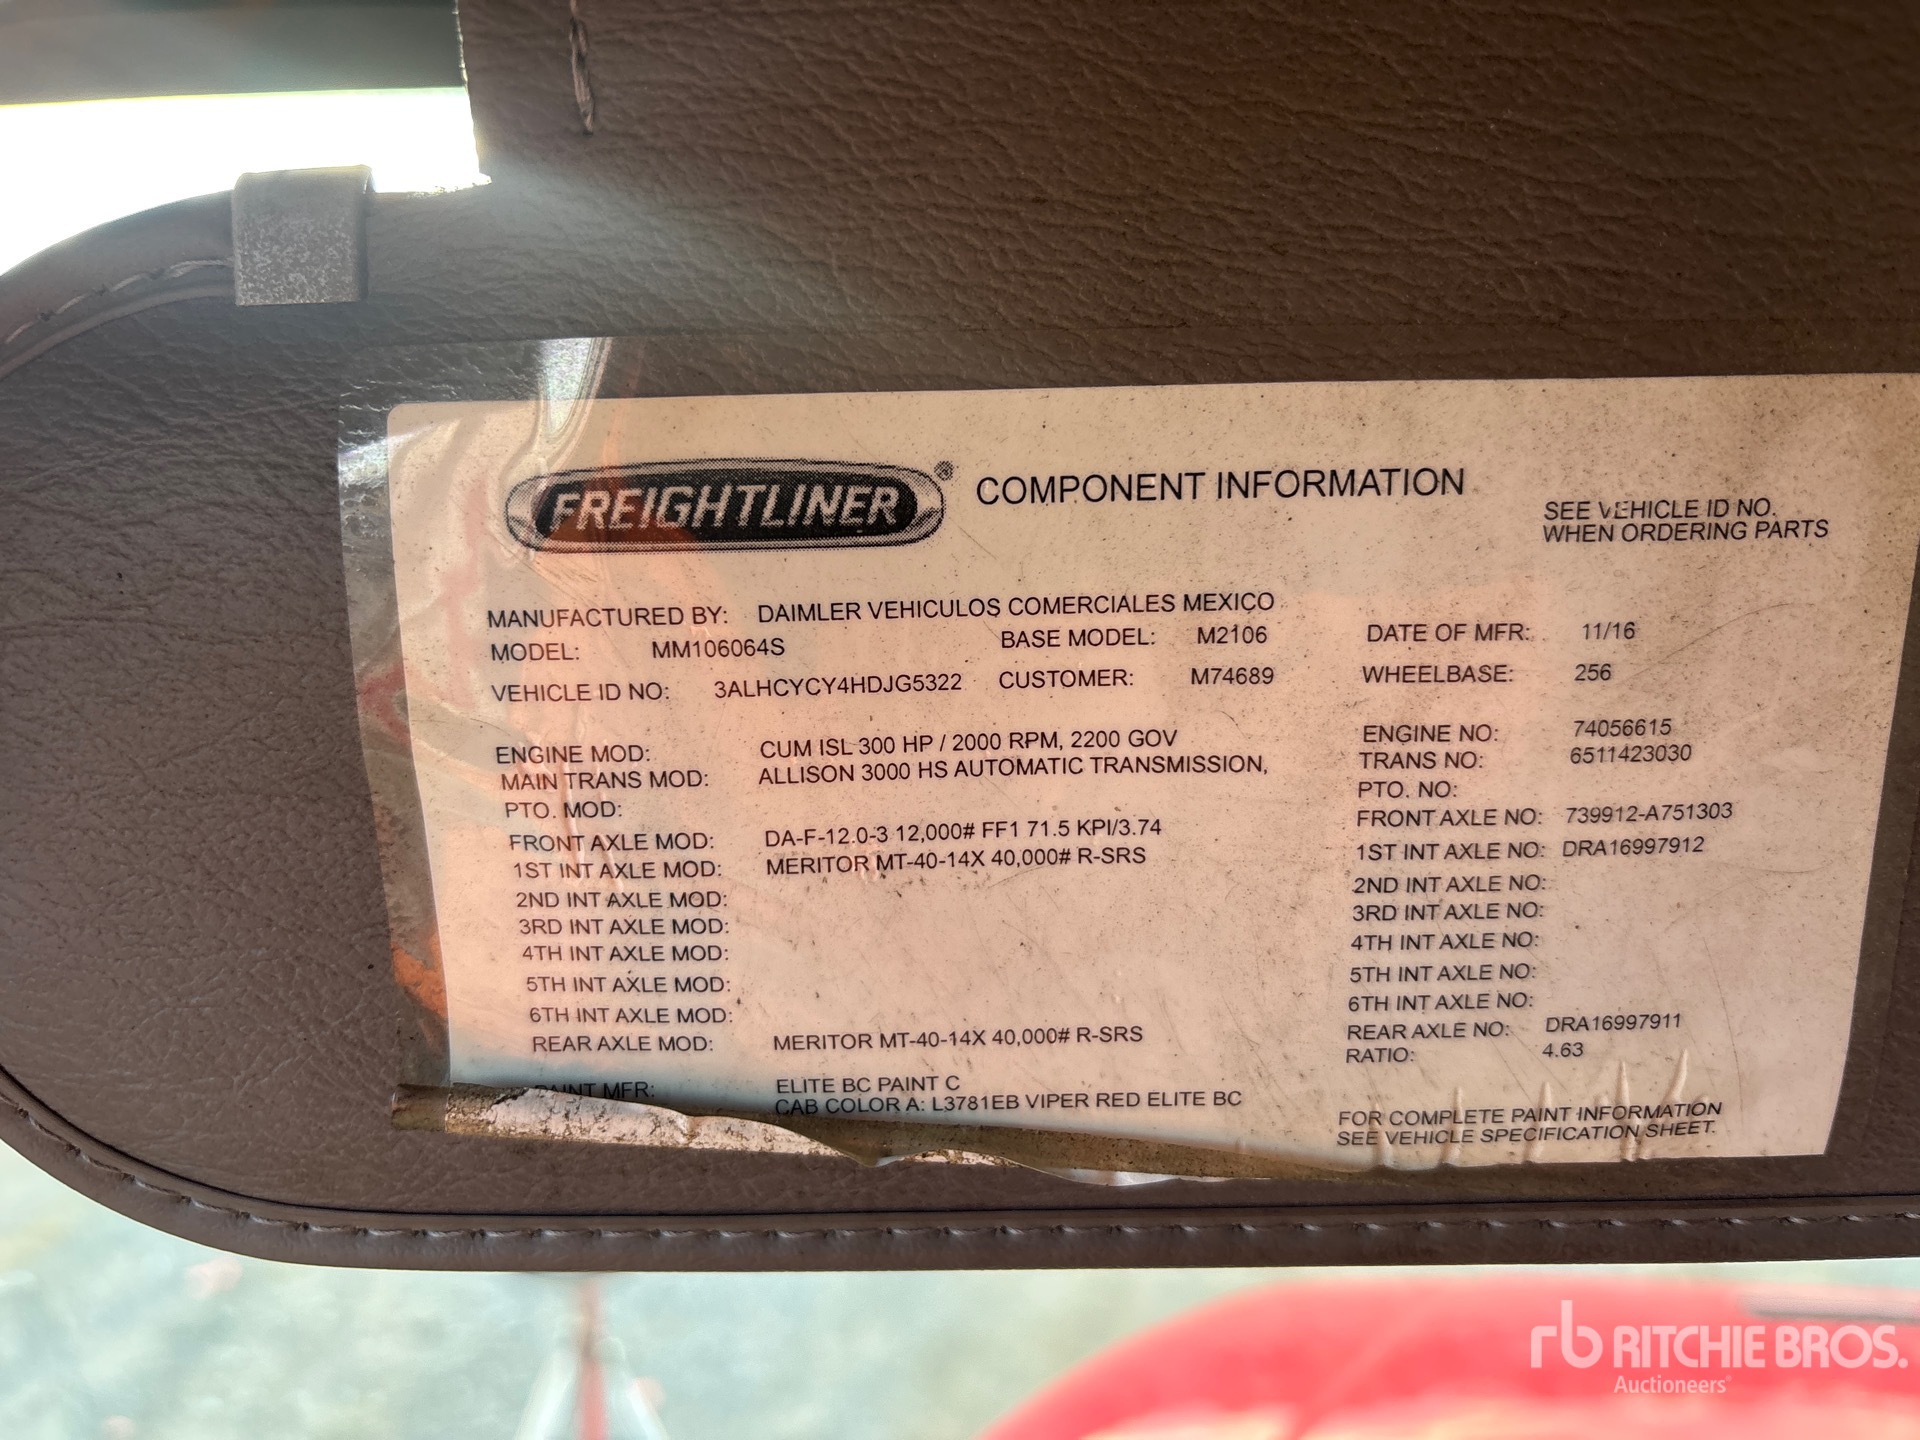 FREIGHTLINER® COMPONENT INFORMATION
SEE VEHICLE ID NO.
WHEN ORDERING PARTS
MANUFACTURED BY: DAIMLER VEHICULOS COMERCIALES MEXICO
MODEL: MM106064S BASE MODEL: M2106 DATE OF MFR: 11/16
VEHICLE ID NO: 3ALHCYCY4HDJG5322 CUSTOMER: M74689 WHEELBASE: 256
ENGINE MOD: CUM ISL 300 HP / 2000 RPM, 2200 GOV ENGINE NO: 74056615
MAIN TRANS MOD: ALLISON 3000 HS AUTOMATIC TRANSMISSION, TRANS NO: 6511423030
PTO. MOD: PTO. NO:
FRONT AXLE MOD: DA-F-12.0-3 12,000# FF1 71.5 KPI/3.74 FRONT AXLE NO: 739912-A751303
1ST INT AXLE MOD: MERITOR MT-40-14X 40,000# R-SRS 1ST INT AXLE NO: DRA16997912
2ND INT AXLE MOD: 2ND INT AXLE NO:
3RD INT AXLE MOD: 3RD INT AXLE NO:
4TH INT AXLE MOD: 4TH INT AXLE NO:
5TH INT AXLE MOD: 5TH INT AXLE NO:
6TH INT AXLE MOD: 6TH INT AXLE NO:
REAR AXLE MOD: MERITOR MT-40-14X 40,000# R-SRS REAR AXLE NO: DRA16997911
RATIO: 4.63
PAINT MFR: ELITE BC PAINT C
CAB COLOR A: L3781EB VIPER RED ELITE BC
FOR COMPLETE PAINT INFORMATION
SEE VEHICLE SPECIFICATION SHEET.
rb RITCHIE BROS.
Auctioneers